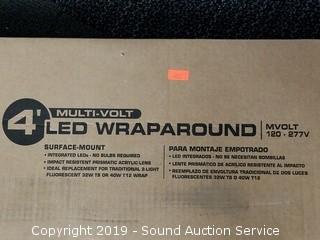 4' MULTI-VOLT
LED WRAPAROUND
MVOLT
120 - 277V
SURFACE-MOUNT
• INTEGRATED LEDs - NO BULBS REQUIRED
• IMPACT RESISTENT PRISMATIC ACRYLIC LENS
• IDEAL REPLACEMENT FOR TRADITIONAL 2-LIGHT
FLUORESCENT 32W T8 OR 40W T12 WRAP
PARA MONTAJE EMPOTRADO
• LED INTEGRADOS - NO SE NECESITAN BOMBILLAS
• LENTE PRISMÁTICO DE ACRÍLICO RESISTENTE AL IMPACTO
• REEMPLAZO DE ENVOLTURA TRADICIONAL DE DOS LUCES
FLUORESCENTES 32W T8 O 40W T12
Copyright 2019 - Auction Service